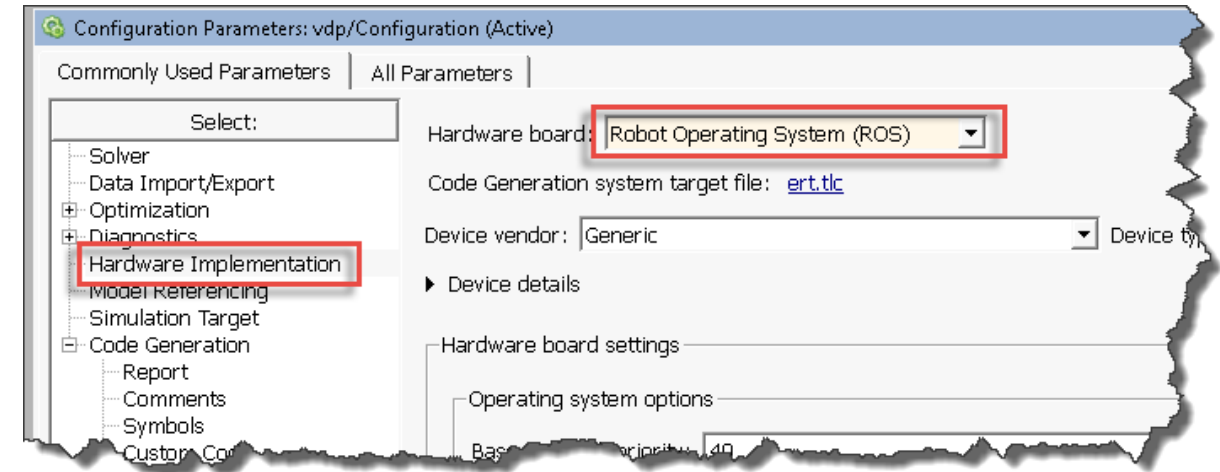 Configuration Parameters: vdp/Configuration (Active)
Commonly Used Parameters
All Parameters
Select:
Solver
Data Import/Export
Optimization
Diagnostics
Hardware Implementation
Model Referencing
Simulation Target
Code Generation
Report
Comments
Symbols
Custom
Hardware board: Robot Operating System (ROS)
Code Generation system target file: ert.tlc
Device vendor: Generic
Device
Device details
Hardware board settings
Operating system options